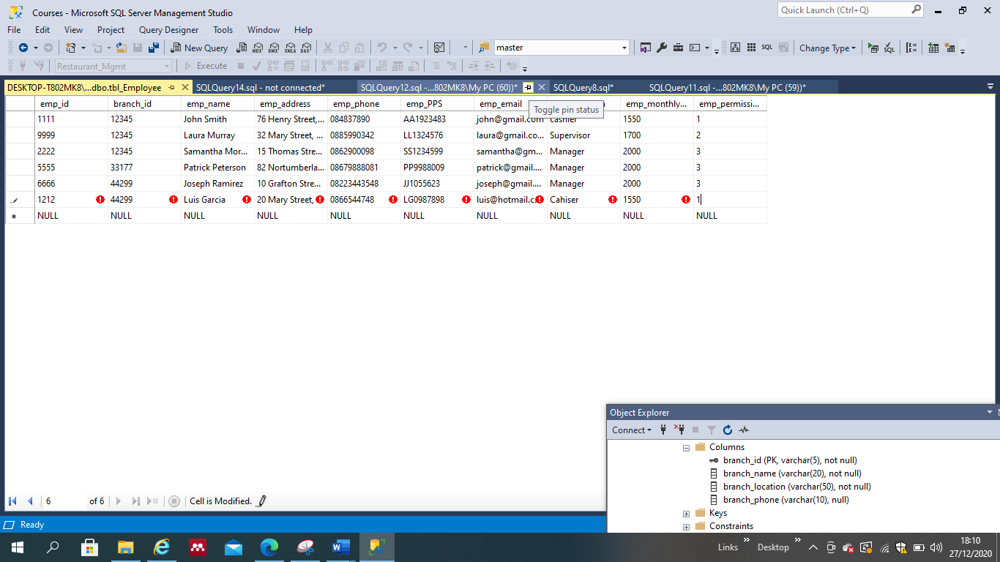 Courses - Microsoft SQL Server Management Studio
Quick Launch (Ctrl+Q)
File Edit View Project Query Designer Tools Window Help
New Query MDX DMX XMLA DAX master SQL Change Type SQL
Restaurant_Mgmt Execute
DESKTOP-T802MK8\...dbo.tbl_Employee SQLQuery14.sql - not connected* SQLQuery12.sql -...802MK8\My PC (60))* SQLQuery8.sql* SQLQuery11.sql -...802MK8\My PC (59))*
emp_id branch_id emp_name emp_address emp_phone emp_PPS emp_email emp_monthly... emp_permissi...
Toggle pin status
1111 12345 John Smith 76 Henry Street,... 084837890 AA1923483 john@gmail.com cashier 1550 1
9999 12345 Laura Murray 32 Mary Street, ... 0885990342 LL1324576 laura@gmail.co... Supervisor 1700 2
2222 12345 Samantha Mor... 15 Thomas Stre... 0862900098 SS1234599 samantha@gm... Manager 2000 3
5555 33177 Patrick Peterson 82 Nortumberla... 08679888081 PP9988009 patrick@gmail.... Manager 2000 3
6666 44299 Joseph Ramirez 10 Grafton Stre... 08223443548 JJ1055623 joseph@gmail.... Manager 2000 3
1212 44299 Luis Garcia 20 Mary Street, 0866544748 LG0987898 luis@hotmail.c Cahiser 1550 1
NULL NULL NULL NULL NULL NULL NULL NULL NULL NULL
Object Explorer
Connect
Columns
branch_id (PK, varchar(5), not null)
branch_name (varchar(20), not null)
branch_location (varchar(50), not null)
branch_phone (varchar(10), null)
Keys
Constraints
6 of 6 Cell is Modified.
Ready
Links Desktop 18:10
27/12/2020